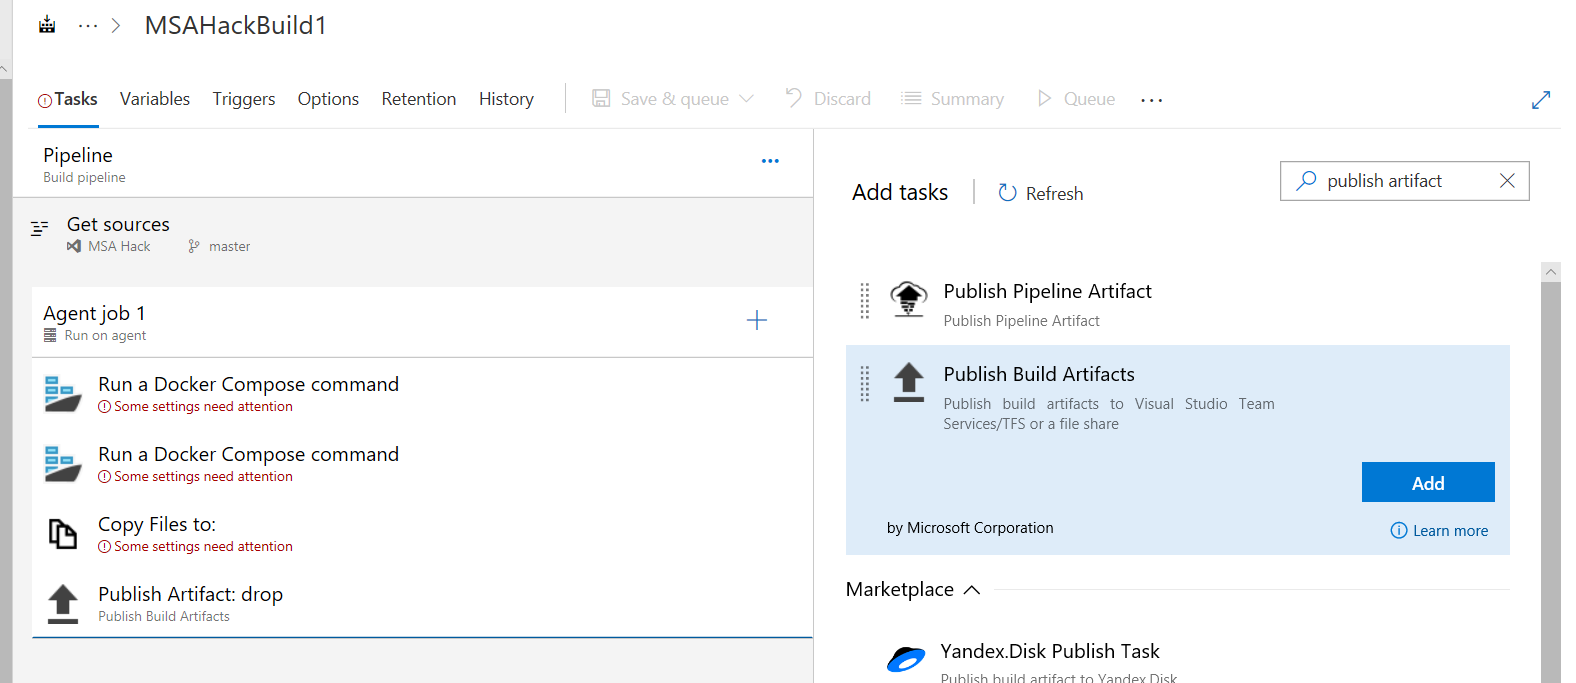 ··· > MSAHackBuild1
Tasks Variables Triggers Options Retention History Save & queue Discard Summary Queue ···
Pipeline
Build pipeline
Get sources
MSA Hack master
Agent job 1
Run on agent
Run a Docker Compose command
Some settings need attention
Run a Docker Compose command
Some settings need attention
Copy Files to:
Some settings need attention
Publish Artifact: drop
Publish Build Artifacts
Add tasks Refresh publish artifact
Publish Pipeline Artifact
Publish Pipeline Artifact
Publish Build Artifacts
Publish build artifacts to Visual Studio Team
Services/TFS or a file share
Add
by Microsoft Corporation Learn more
Marketplace
Yandex.Disk Publish Task
Publish build artifact to Yandex.Disk